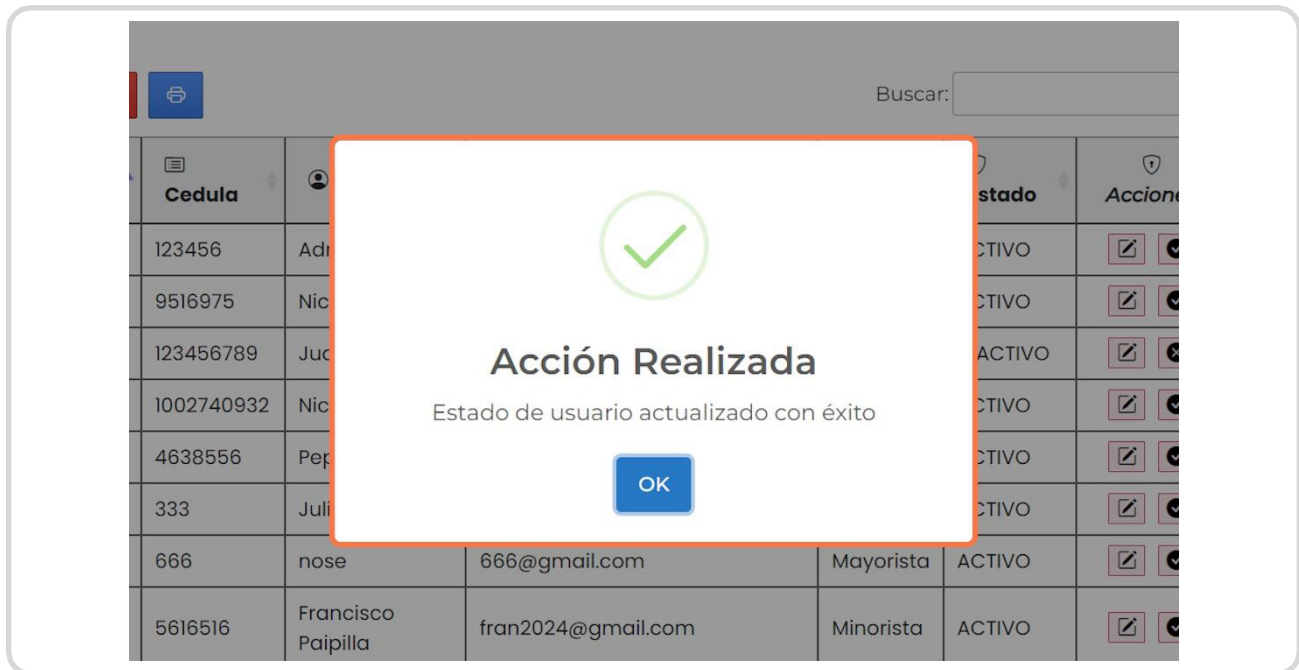 Buscar:
Cedula
stado
Accione
123456 Adr CTIVO
9516975 Nic CTIVO
123456789 Jua ACTIVO
1002740932 Nic CTIVO
4638556 Pep CTIVO
333 Juli CTIVO
Acción Realizada
Estado de usuario actualizado con éxito
OK
666 nose 666@gmail.com Mayorista ACTIVO
5616516 Francisco Paipilla fran2024@gmail.com Minorista ACTIVO